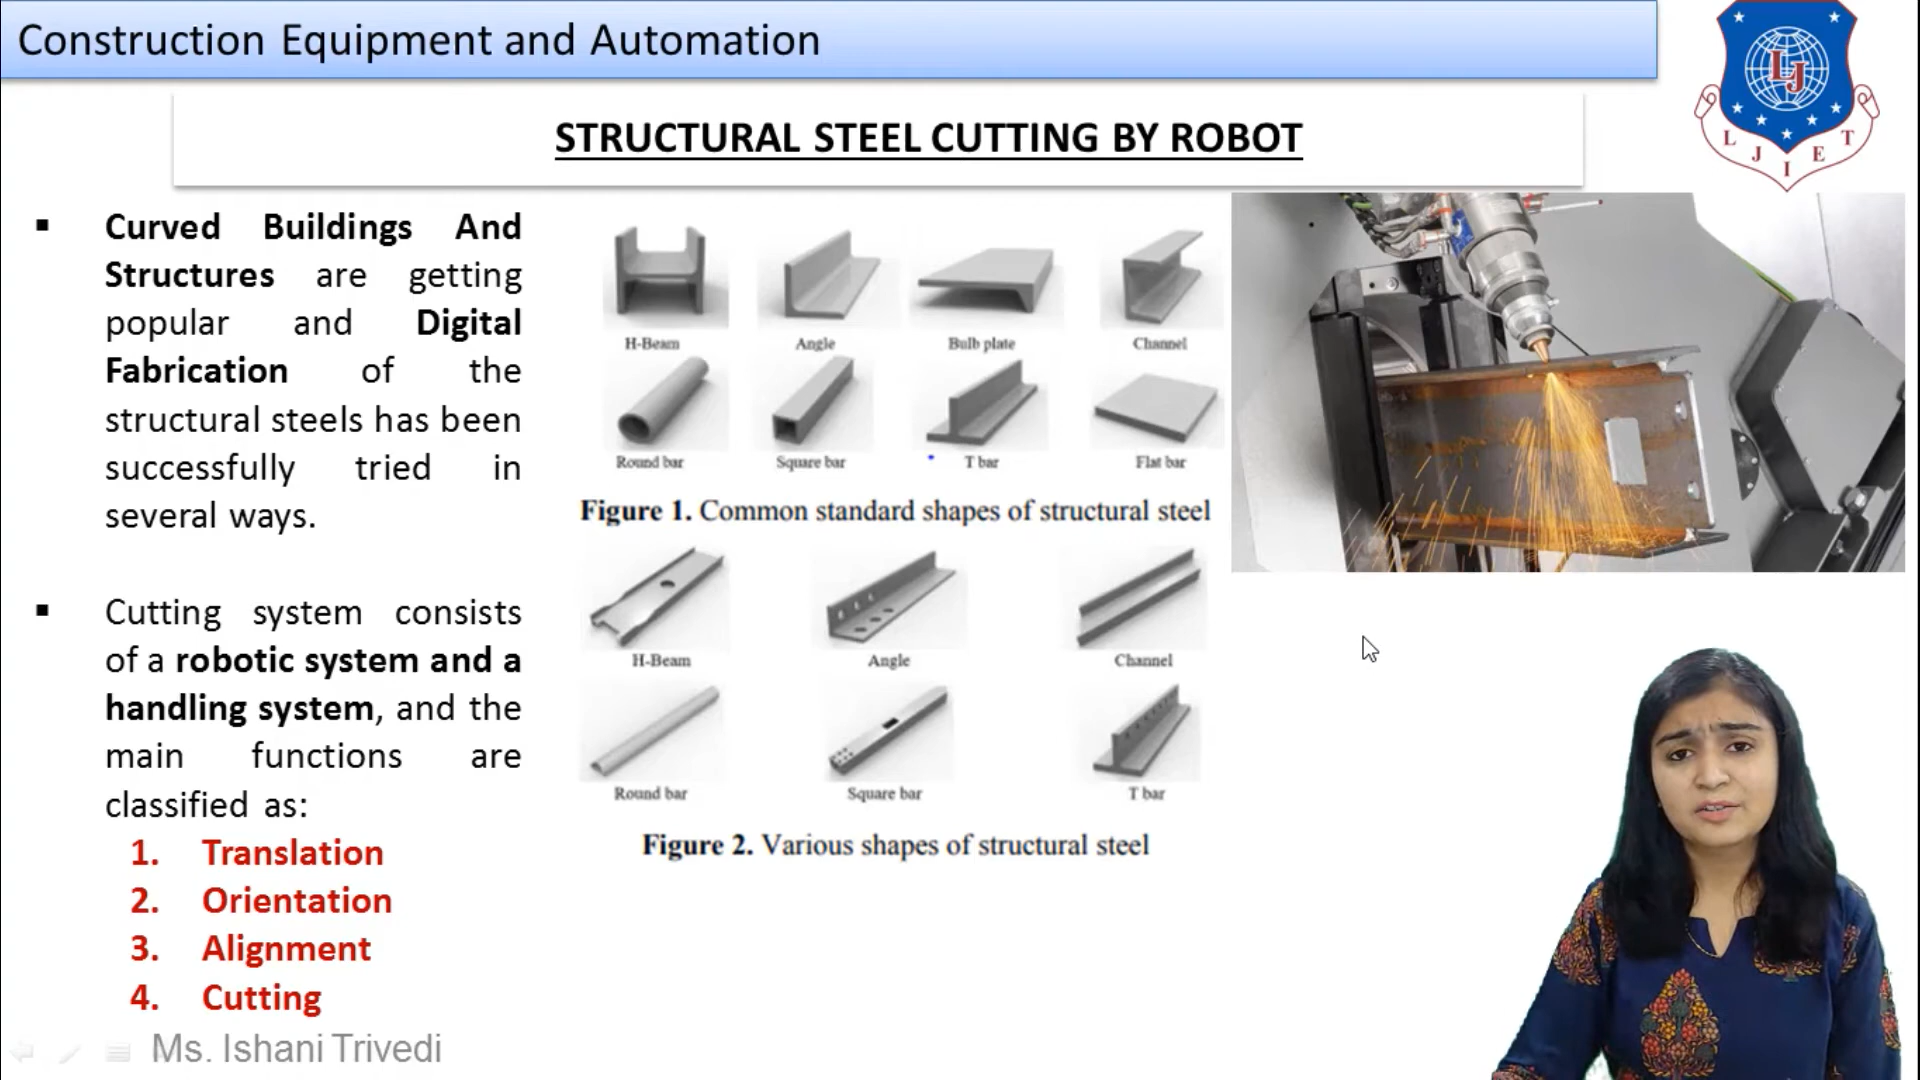 Construction Equipment and Automation
STRUCTURAL STEEL CUTTING BY ROBOT
LJ
L J I E T
▪ Curved Buildings And
Structures are getting
popular and Digital
Fabrication of the
structural steels has been
successfully tried in
several ways.
▪ Cutting system consists
of a robotic system and a
handling system, and the
main functions are
classified as:
1. Translation
2. Orientation
3. Alignment
4. Cutting
Ms. Ishani Trivedi
H-Beam Angle Bulb plate Channel
Round bar Square bar T bar Flat bar
Figure 1. Common standard shapes of structural steel
H-Beam Angle Channel
Round bar Square bar T bar
Figure 2. Various shapes of structural steel